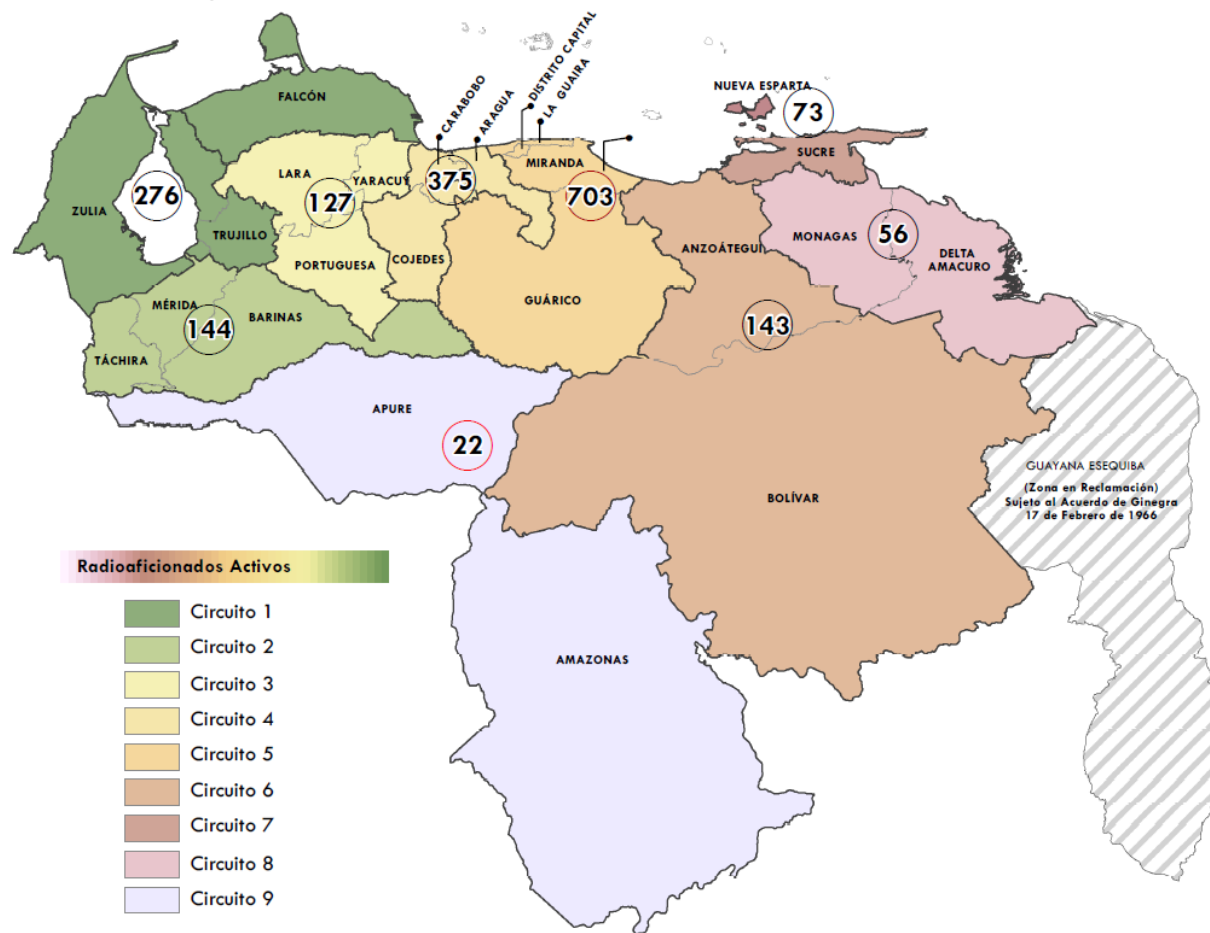 DISTRITO CAPITAL
LA GUAIRA
CARABOBO
ARAGUA
NUEVA ESPARTA
73
FALCÓN
SUCRE
MIRANDA
LARA
YARACUY
375
276
127
703
ZULIA
TRUJILLO
MONAGAS
56
ANZOÁTEGUI
DELTA
AMACURO
PORTUGUESA
COJEDES
GUÁRICO
MÉRIDA
BARINAS
144
143
TÁCHIRA
APURE
22
GUAYANA ESEQUIBA
(Zona en Reclamación)
Sujeto al Acuerdo de Ginegra
17 de Febrero de 1966
BOLÍVAR
AMAZONAS
Radioaficionados Activos
Circuito 1
Circuito 2
Circuito 3
Circuito 4
Circuito 5
Circuito 6
Circuito 7
Circuito 8
Circuito 9